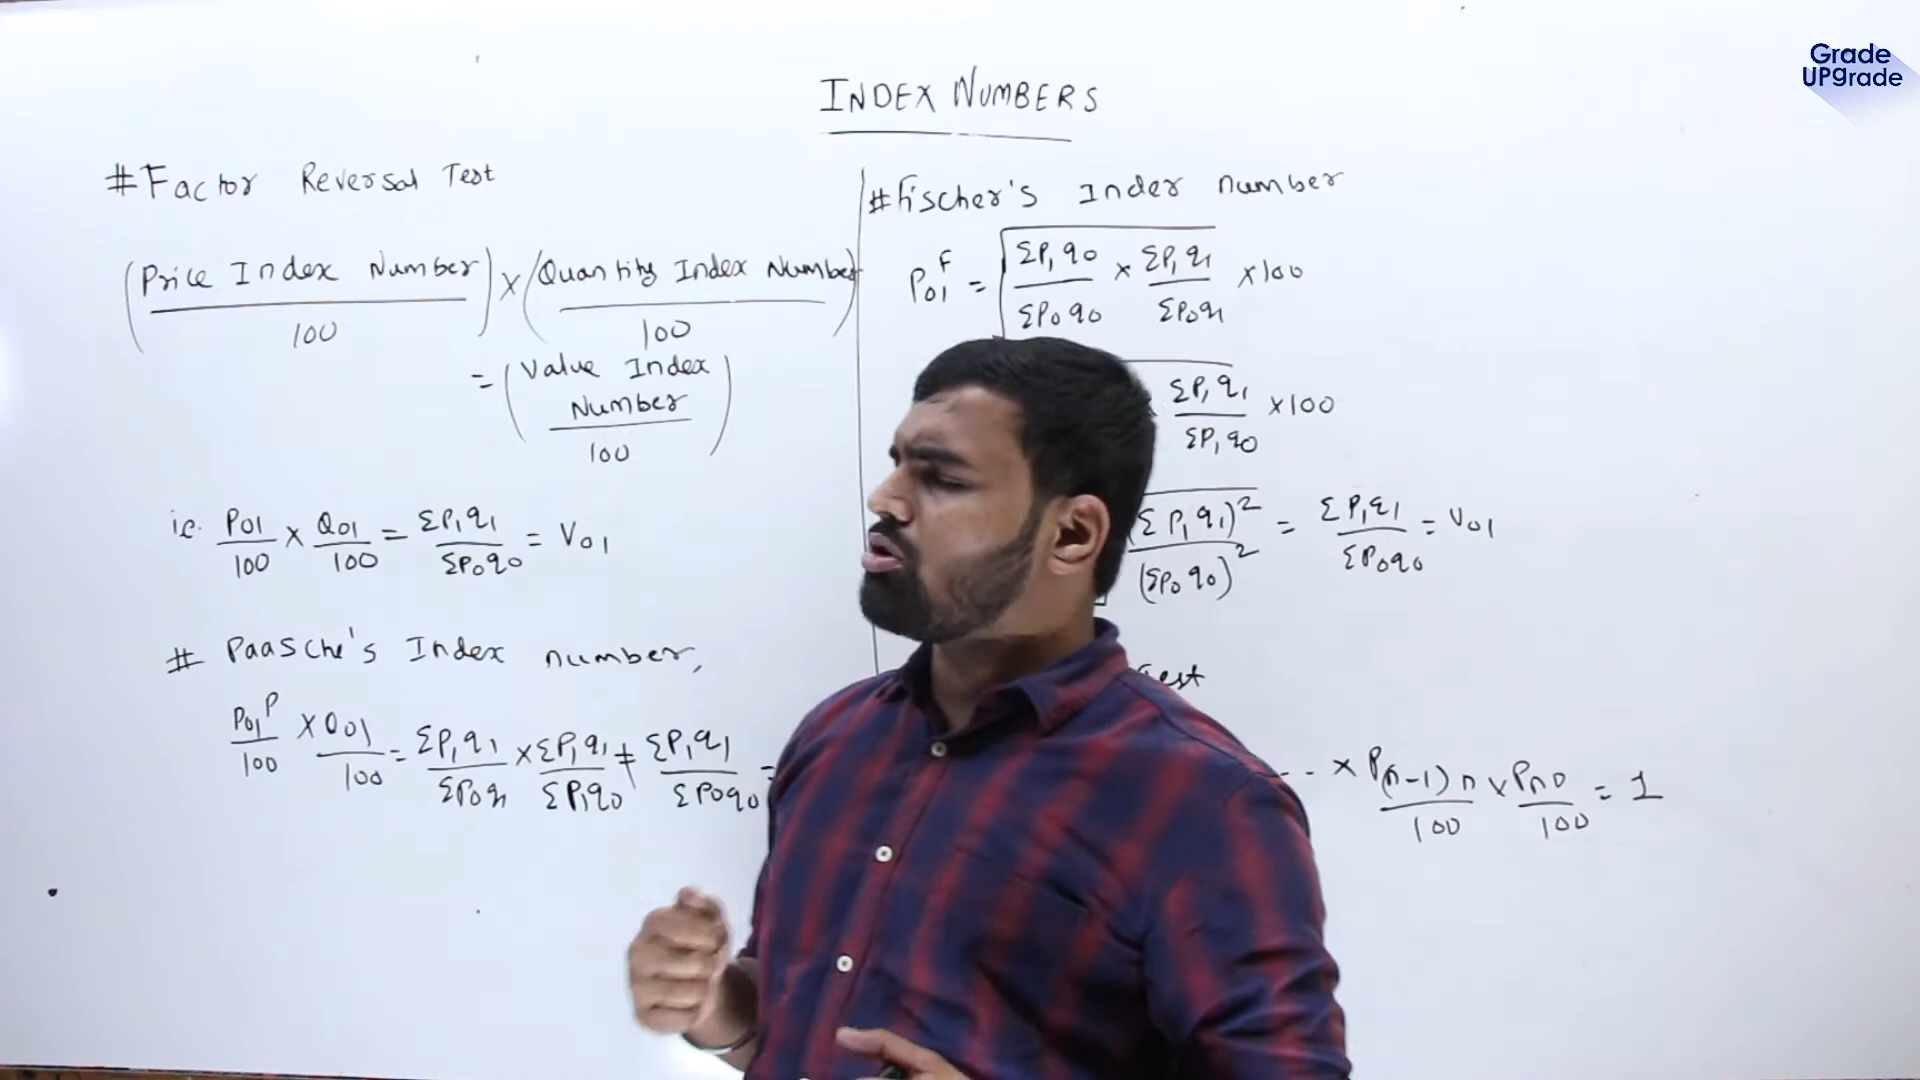 Grade
UPgrade
INDEX NUMBERS
# Factor Reversal Test
(Price Index Number / 100) × (Quantity Index Number / 100)
= (Value Index Number / 100)
ie. P01/100 × Q01/100 = ΣP1q1/ΣP0q0 = V01
# Paasche's Index number,
P01^P/100 × Q01/100 = ΣP1q1/ΣP0q1 × ΣP1q1/ΣP1q0 ≠ ΣP1q1/ΣP0q0 =
# Fischer's Index number
P01^F = √(ΣP1q0/ΣP0q0 × ΣP1q1/ΣP0q1) × 100
ΣP1q1/ΣP1q0 × 100
(ΣP1q1)²/(ΣP0q0)² = ΣP1q1/ΣP0q0 = V01
Test
× P(n-1)n/100 × Pn0/100 = 1